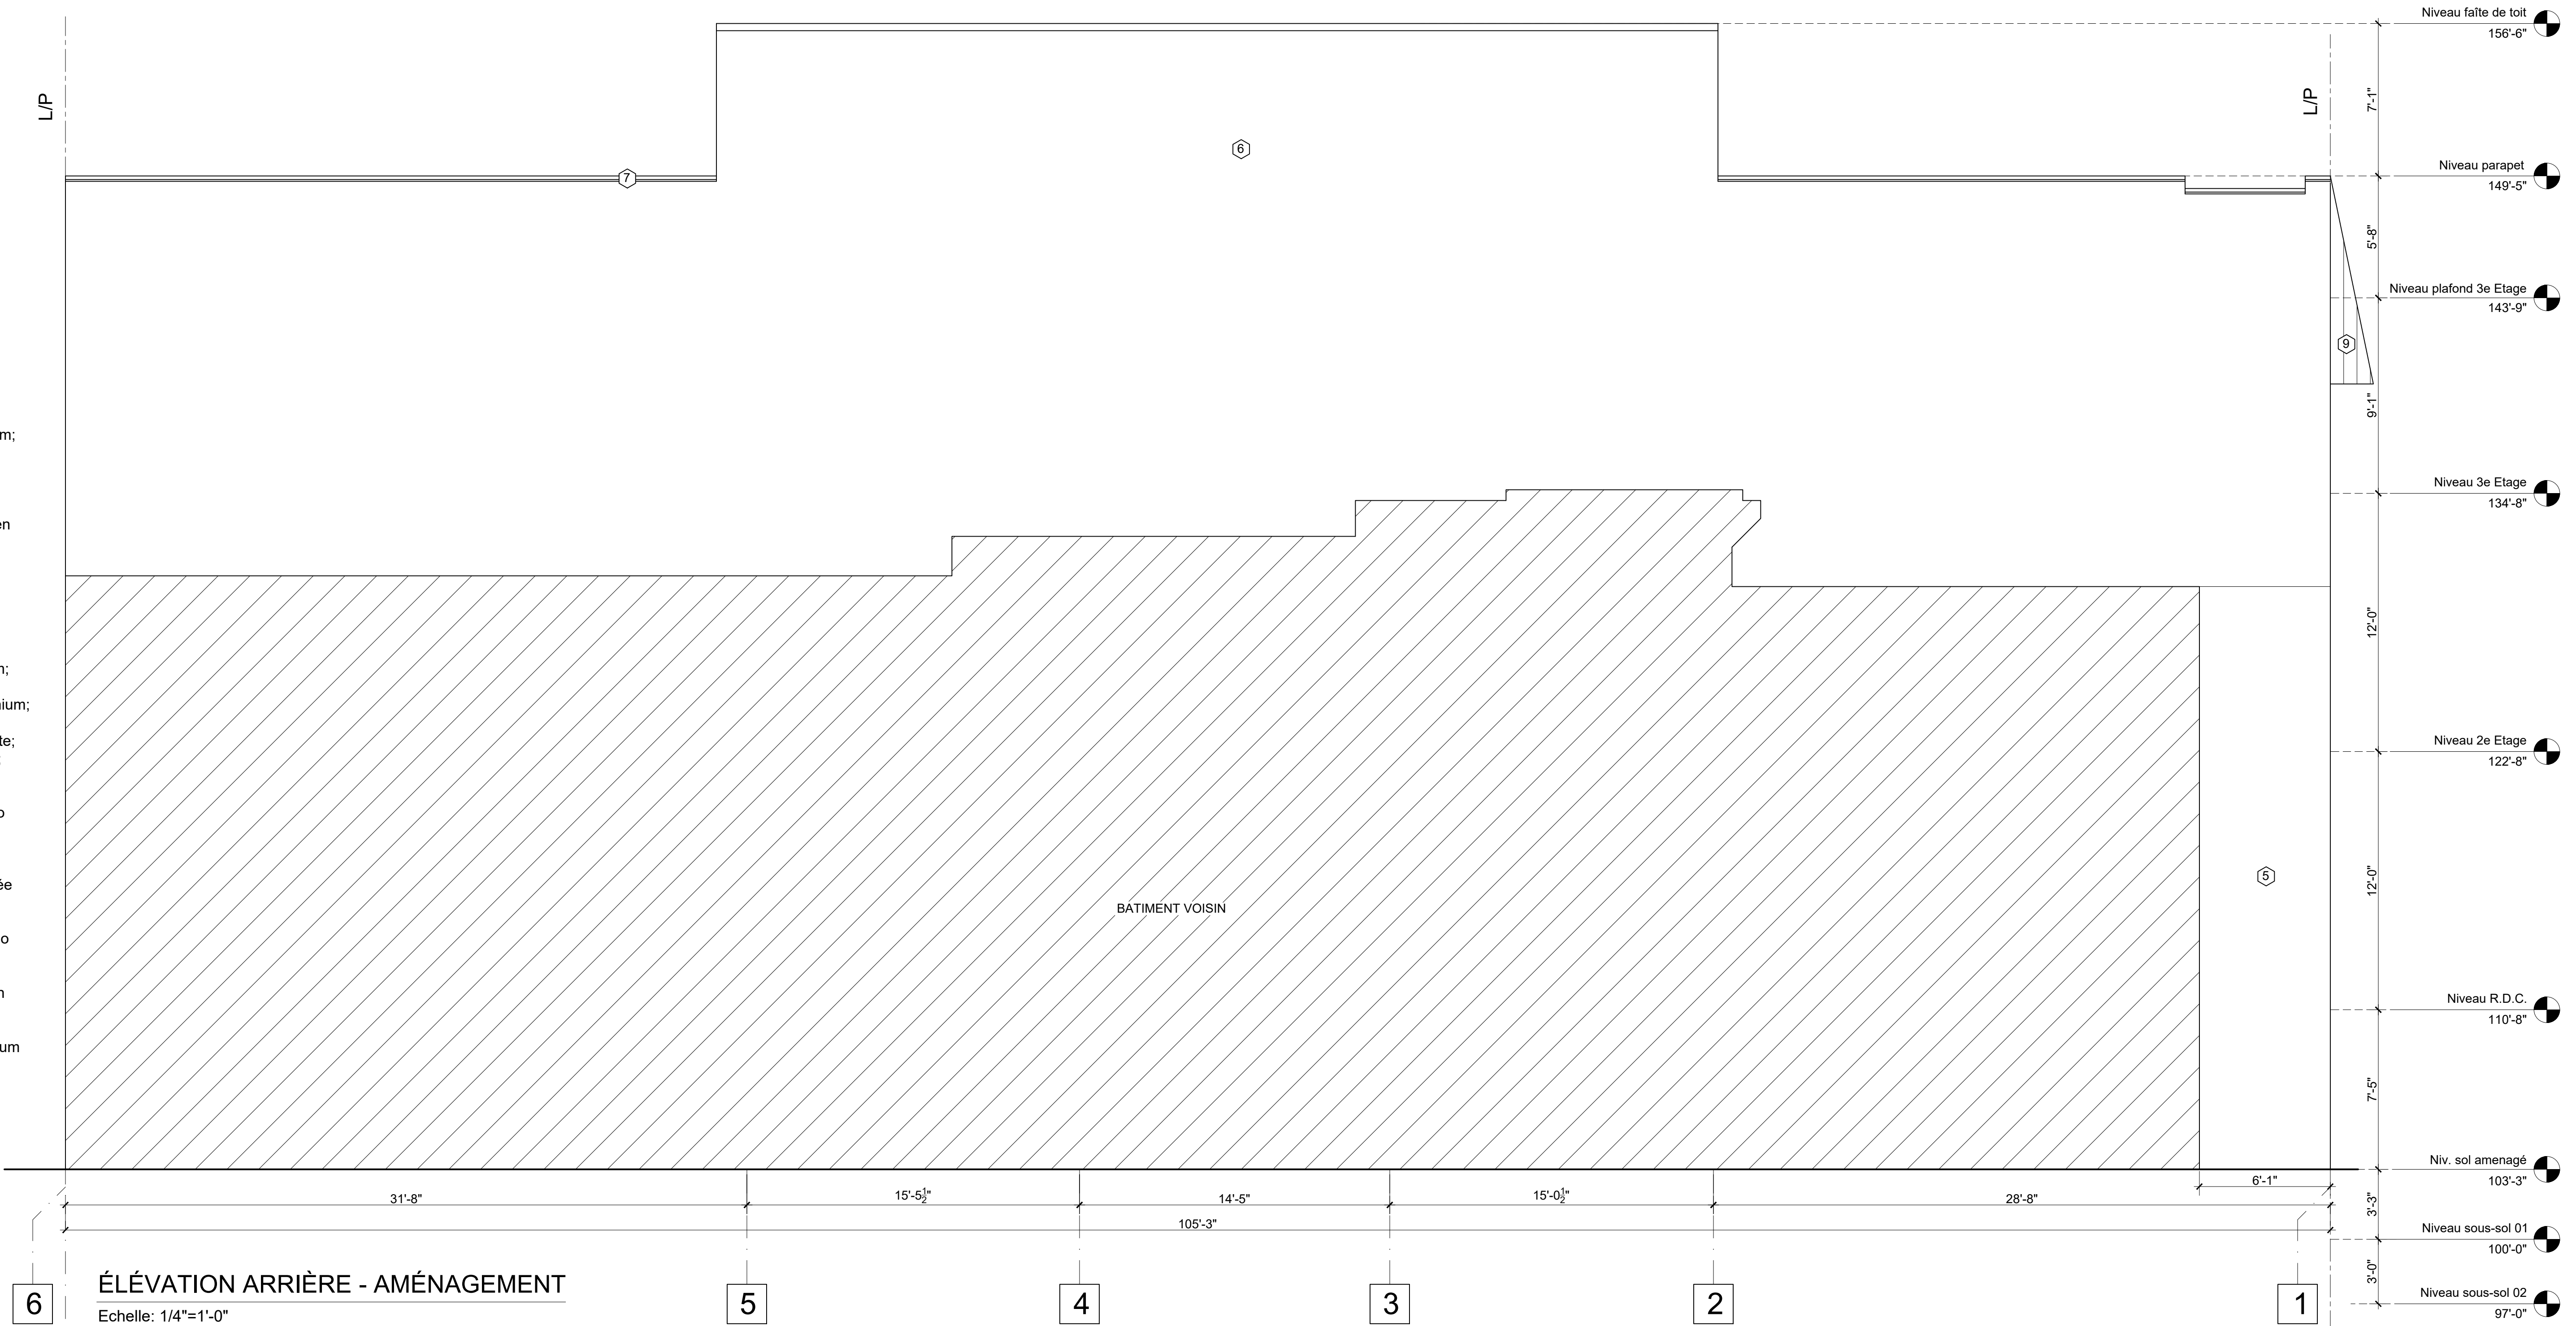 Niveau faîte de toit
156'-6"
L/P
L/P
7'-1"
6
7
Niveau parapet
149'-5"
5'-8"
Niveau plafond 3e Etage
143'-9"
9
9'-1"
m;
Niveau 3e Etage
134'-8"
en
12'-0"
ium;
te;
Niveau 2e Etage
122'-8"
5
12'-0"
ée
BATIMENT VOISIN
o
Niveau R.D.C.
110'-8"
um
7'-5"
Niv. sol amenagé
103'-3"
6'-1"
31'-8"
15'-5½"
14'-5"
15'-0½"
28'-8"
3'-3"
105'-3"
Niveau sous-sol 01
100'-0"
3'-0"
ÉLÉVATION ARRIÈRE - AMÉNAGEMENT
Echelle: 1/4"=1'-0"
6
5
4
3
2
1
Niveau sous-sol 02
97'-0"